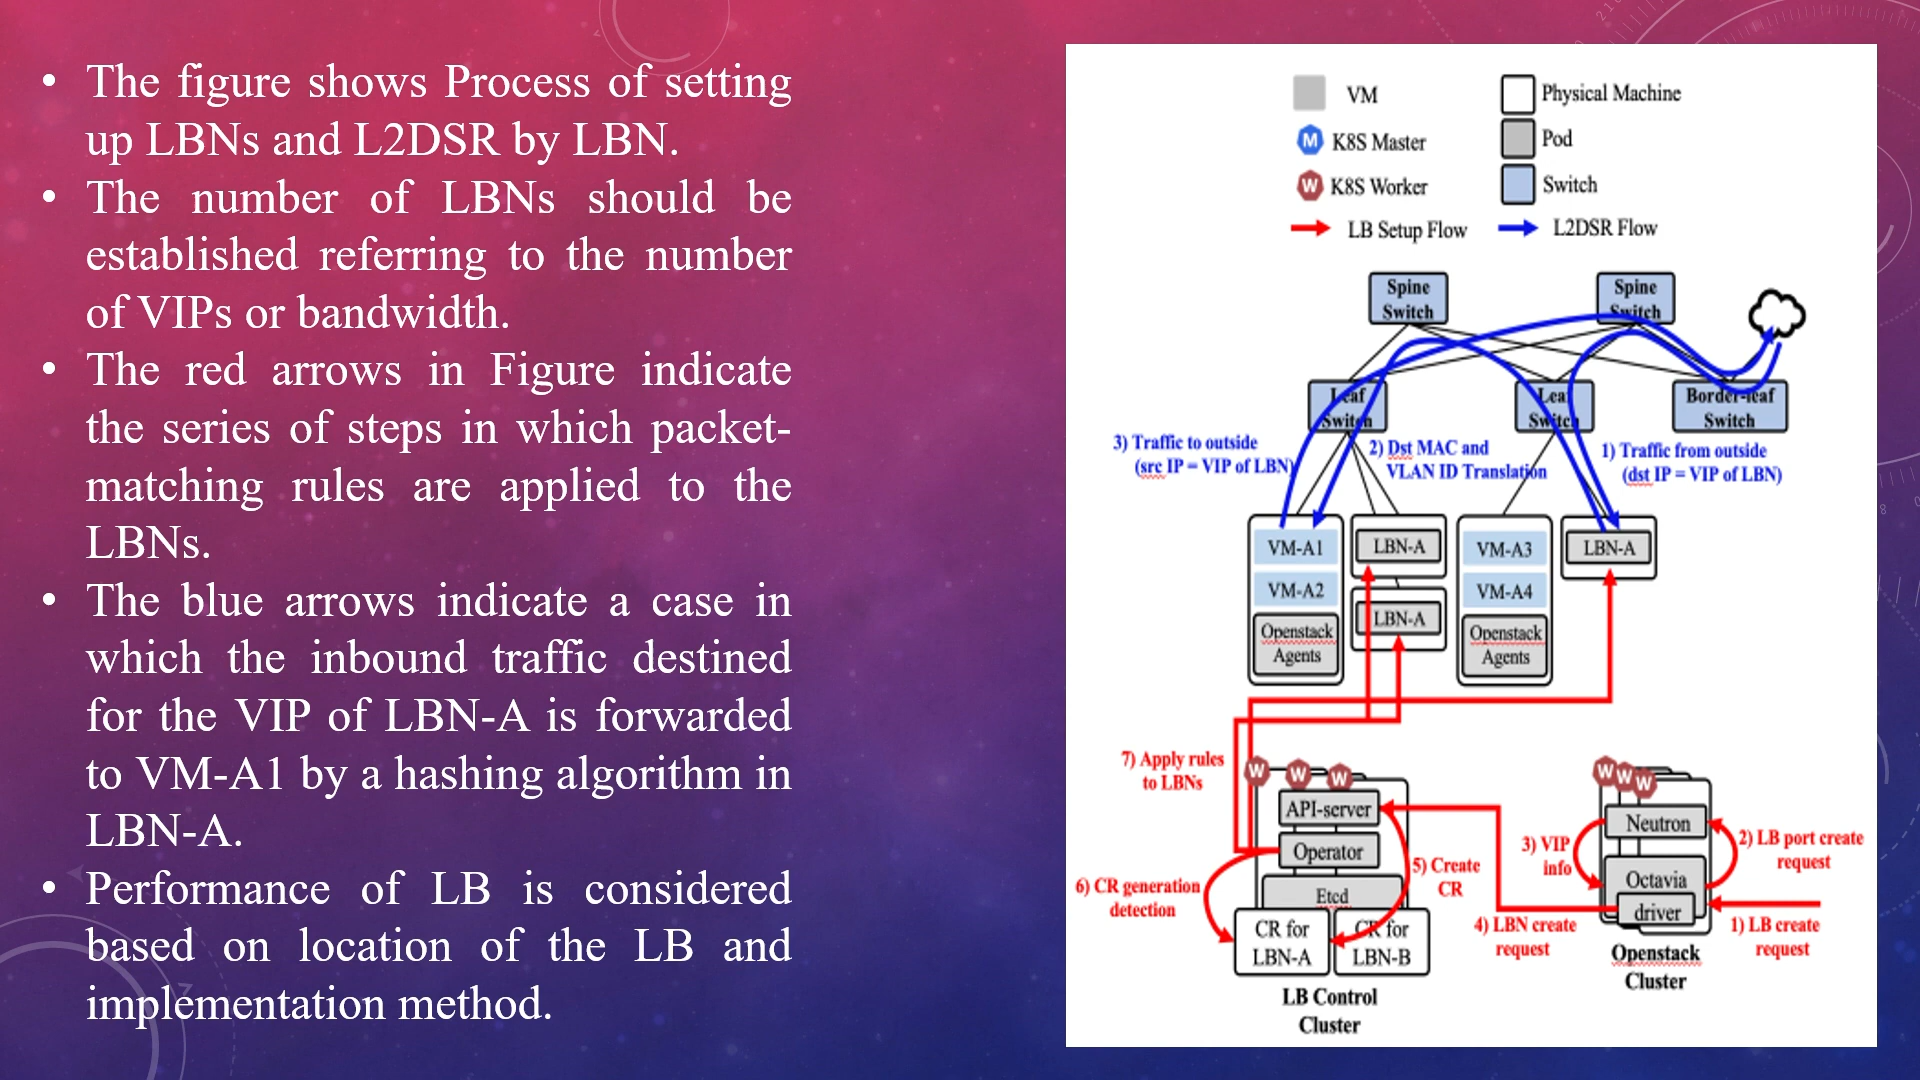 • The figure shows Process of setting
up LBNs and L2DSR by LBN.
• The number of LBNs should be
established referring to the number
of VIPs or bandwidth.
• The red arrows in Figure indicate
the series of steps in which packet-
matching rules are applied to the
LBNs.
• The blue arrows indicate a case in
which the inbound traffic destined
for the VIP of LBN-A is forwarded
to VM-A1 by a hashing algorithm in
LBN-A.
• Performance of LB is considered
based on location of the LB and
implementation method.
VM
Physical Machine
M K8S Master
Pod
W K8S Worker
Switch
LB Setup Flow
L2DSR Flow
Spine
Switch
Spine
Switch
Leaf
Switch
Leaf
Switch
Border-leaf
Switch
3) Traffic to outside
(src IP = VIP of LBN)
2) Dst MAC and
VLAN ID Translation
1) Traffic from outside
(dst IP = VIP of LBN)
VM-A1
VM-A2
Openstack
Agents
LBN-A
LBN-A
VM-A3
VM-A4
Openstack
Agents
LBN-A
7) Apply rules
to LBNs
W W W
API-server
Operator
Etcd
CR for
LBN-A
CR for
LBN-B
LB Control
Cluster
6) CR generation
detection
5) Create
CR
4) LBN create
request
W W W
Neutron
Octavia
driver
Openstack
Cluster
3) VIP
info
2) LB port create
request
1) LB create
request